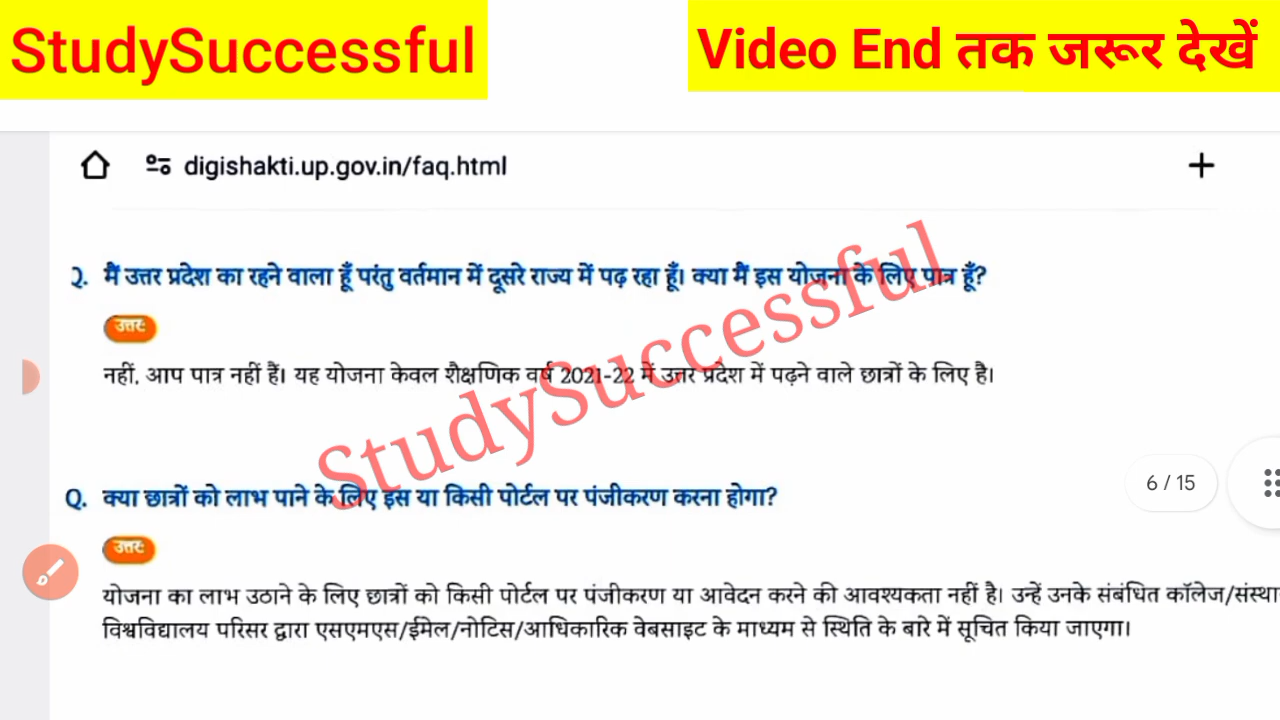 StudySuccessful
Video End तक जरूर देखें
digishakti.up.gov.in/faq.html
Q. मैं उत्तर प्रदेश का रहने वाला हूँ परंतु वर्तमान में दूसरे राज्य में पढ़ रहा हूँ। क्या मैं इस योजना के लिए पात्र हूँ?
उत्तर:
नहीं, आप पात्र नहीं हैं। यह योजना केवल शैक्षणिक वर्ष 2021-22 में उत्तर प्रदेश में पढ़ने वाले छात्रों के लिए है।
StudySuccessful
6 / 15
Q. क्या छात्रों को लाभ पाने के लिए इस या किसी पोर्टल पर पंजीकरण करना होगा?
उत्तर:
योजना का लाभ उठाने के लिए छात्रों को किसी पोर्टल पर पंजीकरण या आवेदन करने की आवश्यकता नहीं है। उन्हें उनके संबंधित कॉलेज/संस्था
विश्वविद्यालय परिसर द्वारा एसएमएस/ईमेल/नोटिस/आधिकारिक वेबसाइट के माध्यम से स्थिति के बारे में सूचित किया जाएगा।